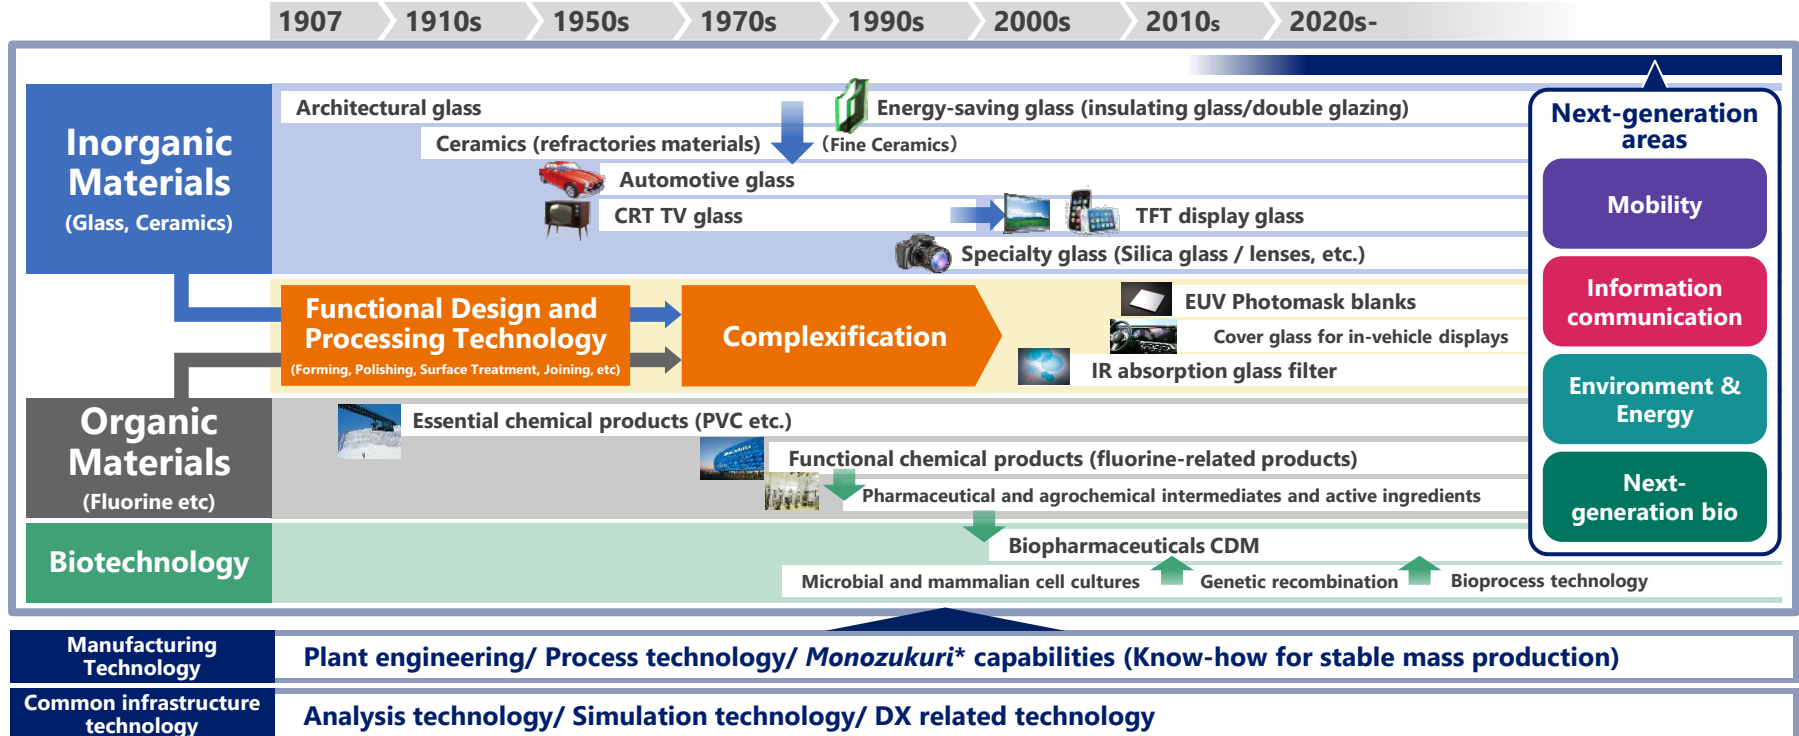 1907
1910s
1950s
1970s
1990s
2000s
2010s
2020s-
Inorganic
Materials
(Glass, Ceramics)
Architectural glass
Energy-saving glass (insulating glass/double glazing)
Ceramics (refractories materials)
(Fine Ceramics)
Automotive glass
CRT TV glass
TFT display glass
Specialty glass (Silica glass / lenses, etc.)
Functional Design and
Processing Technology
(Forming, Polishing, Surface Treatment, Joining, etc)
Complexification
EUV Photomask blanks
Cover glass for in-vehicle displays
IR absorption glass filter
Organic
Materials
(Fluorine etc)
Essential chemical products (PVC etc.)
Functional chemical products (fluorine-related products)
Pharmaceutical and agrochemical intermediates and active ingredients
Biotechnology
Biopharmaceuticals CDM
Microbial and mammalian cell cultures
Genetic recombination
Bioprocess technology
Next-generation
areas
Mobility
Information
communication
Environment &
Energy
Next-
generation bio
Manufacturing
Technology
Plant engineering/ Process technology/ Monozukuri* capabilities (Know-how for stable mass production)
Common infrastructure
technology
Analysis technology/ Simulation technology/ DX related technology